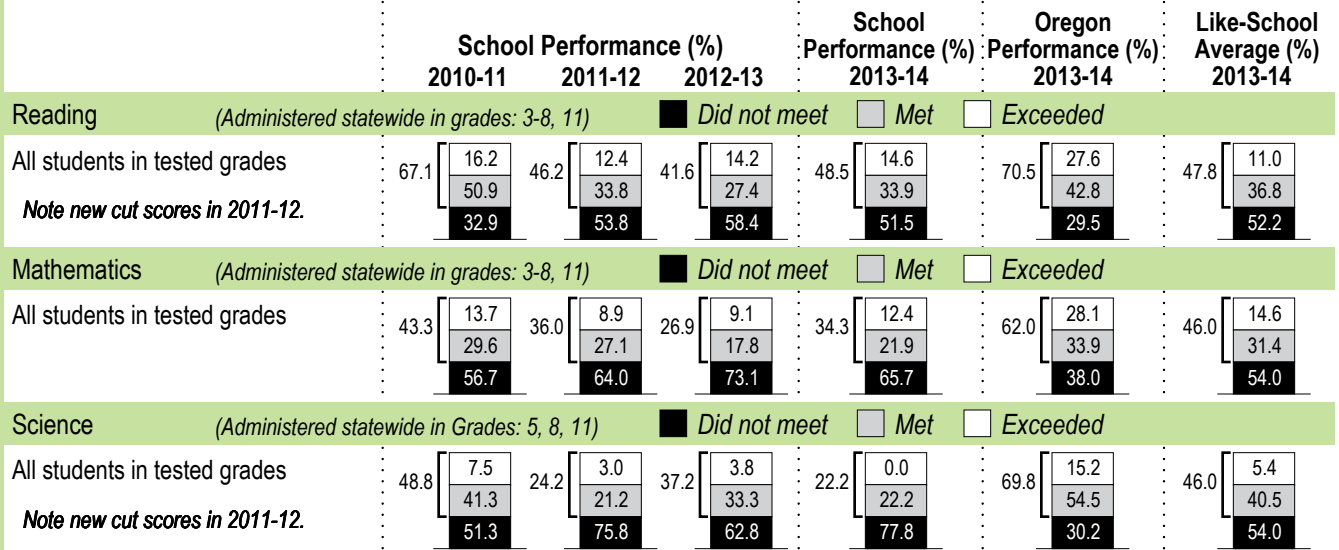 School Performance (%)
School Performance (%) 2013-14
Oregon Performance (%) 2013-14
Like-School Average (%) 2013-14
2010-11 2011-12 2012-13
Reading (Administered statewide in grades: 3-8, 11) Did not meet Met Exceeded
All students in tested grades
Note new cut scores in 2011-12.
67.1 16.2 46.2 12.4 41.6 14.2 48.5 14.6 70.5 27.6 47.8 11.0
50.9 33.8 27.4 33.9 42.8 36.8
32.9 53.8 58.4 51.5 29.5 52.2
Mathematics (Administered statewide in grades: 3-8, 11) Did not meet Met Exceeded
All students in tested grades
43.3 13.7 36.0 8.9 26.9 9.1 34.3 12.4 62.0 28.1 46.0 14.6
29.6 27.1 17.8 21.9 33.9 31.4
56.7 64.0 73.1 65.7 38.0 54.0
Science (Administered statewide in Grades: 5, 8, 11) Did not meet Met Exceeded
All students in tested grades
Note new cut scores in 2011-12.
48.8 7.5 24.2 3.0 37.2 3.8 22.2 0.0 69.8 15.2 46.0 5.4
41.3 21.2 33.3 22.2 54.5 40.5
51.3 75.8 62.8 77.8 30.2 54.0